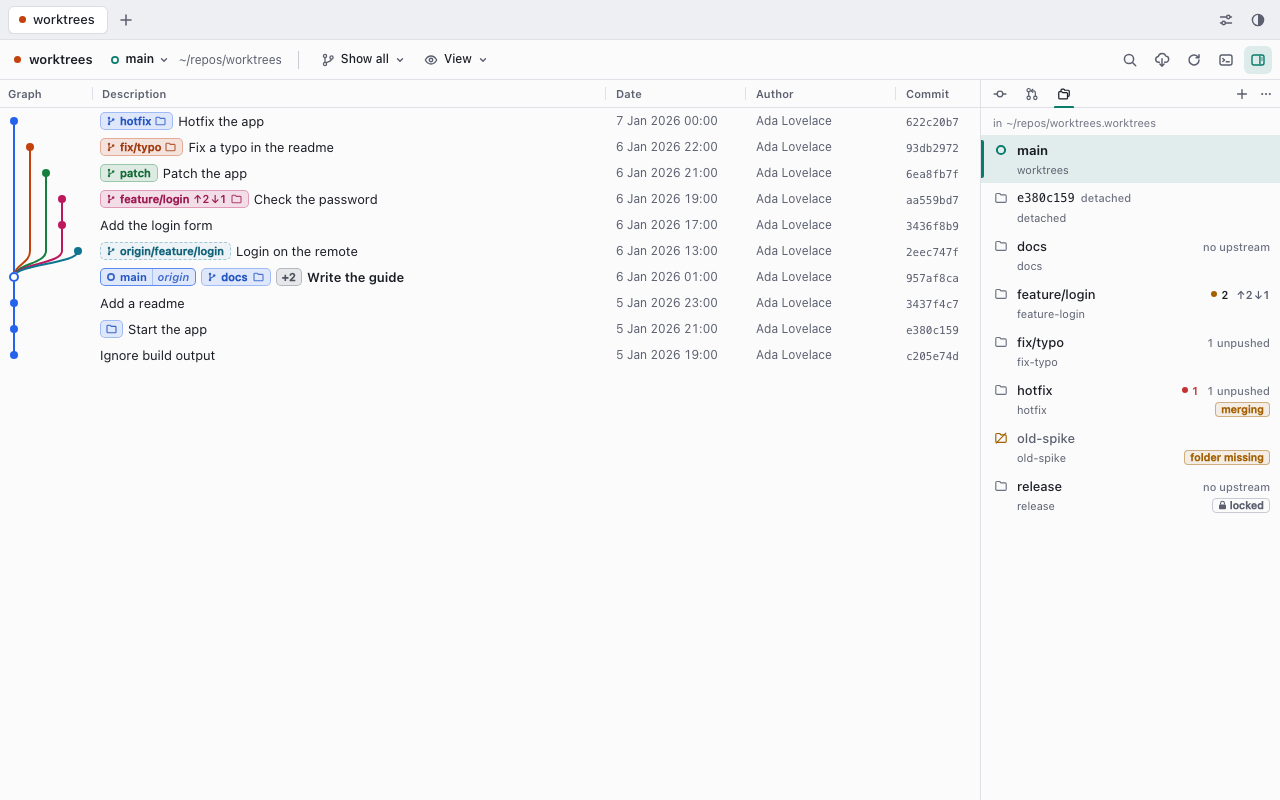 worktrees
worktrees main ~/repos/worktrees Show all View
Graph Description Date Author Commit
hotfix Hotfix the app 7 Jan 2026 00:00 Ada Lovelace 622c20b7
fix/typo Fix a typo in the readme 6 Jan 2026 22:00 Ada Lovelace 93db2972
patch Patch the app 6 Jan 2026 21:00 Ada Lovelace 6ea8fb7f
feature/login ↑2↓1 Check the password 6 Jan 2026 19:00 Ada Lovelace aa559bd7
Add the login form 6 Jan 2026 17:00 Ada Lovelace 3436f8b9
origin/feature/login Login on the remote 6 Jan 2026 13:00 Ada Lovelace 2eec747f
main origin docs +2 Write the guide 6 Jan 2026 01:00 Ada Lovelace 957af8ca
Add a readme 5 Jan 2026 23:00 Ada Lovelace 3437f4c7
Start the app 5 Jan 2026 21:00 Ada Lovelace e380c159
Ignore build output 5 Jan 2026 19:00 Ada Lovelace c205e74d
in ~/repos/worktrees.worktrees
main
worktrees
e380c159 detached
detached
docs no upstream
docs
feature/login 2 ↑2↓1
feature-login
fix/typo 1 unpushed
fix-typo
hotfix 1 1 unpushed
hotfix merging
old-spike
old-spike folder missing
release no upstream
release locked